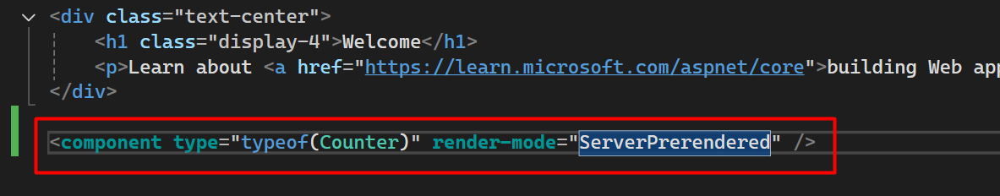 <div class="text-center">
<h1 class="display-4">Welcome</h1>
<p>Learn about <a href="https://learn.microsoft.com/aspnet/core">building Web app
</div>
<component type="typeof(Counter)" render-mode="ServerPrerendered" />